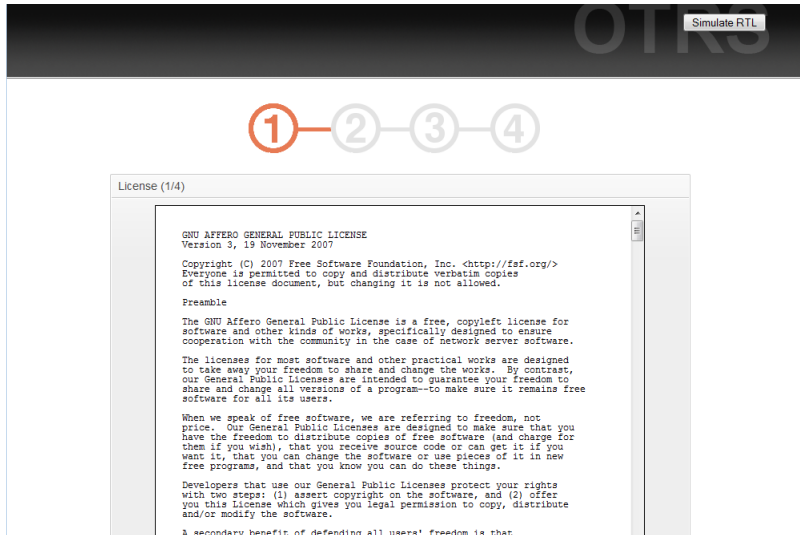 OTRS
Simulate RTL
1
2
3
4
License (1/4)
GNU AFFERO GENERAL PUBLIC LICENSE
Version 3, 19 November 2007
Copyright (C) 2007 Free Software Foundation, Inc. <http://fsf.org/>
Everyone is permitted to copy and distribute verbatim copies
of this license document, but changing it is not allowed.
Preamble
The GNU Affero General Public License is a free, copyleft license for
software and other kinds of works, specifically designed to ensure
cooperation with the community in the case of network server software.
The licenses for most software and other practical works are designed
to take away your freedom to share and change the works.  By contrast,
our General Public Licenses are intended to guarantee your freedom to
share and change all versions of a program--to make sure it remains free
software for all its users.
When we speak of free software, we are referring to freedom, not
price.  Our General Public Licenses are designed to make sure that you
have the freedom to distribute copies of free software (and charge for
them if you wish), that you receive source code or can get it if you
want it, that you can change the software or use pieces of it in new
free programs, and that you know you can do these things.
Developers that use our General Public Licenses protect your rights
with two steps: (1) assert copyright on the software, and (2) offer
you this License which gives you legal permission to copy, distribute
and/or modify the software.
A secondary benefit of defending all users' freedom is that